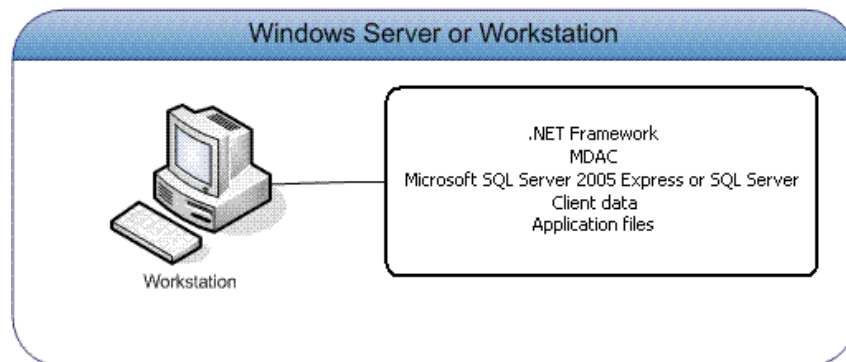 Windows Server or Workstation
.NET Framework
MDAC
Microsoft SQL Server 2005 Express or SQL Server
Client data
Application files
Workstation